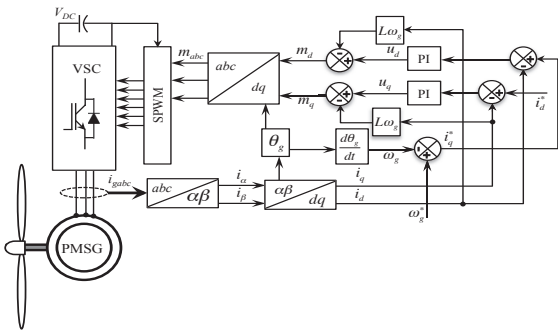 V_DC
VSC
SPWM
m_abc
abc
dq
m_d
m_q
Lω_g
u_d
PI
u_q
PI
Lω_g
i_d^*
i_q^*
θ_g
dθ_g
dt
ω_g
ω_g^*
i_gabc
abc
αβ
i_α
i_β
αβ
dq
i_q
i_d
PMSG